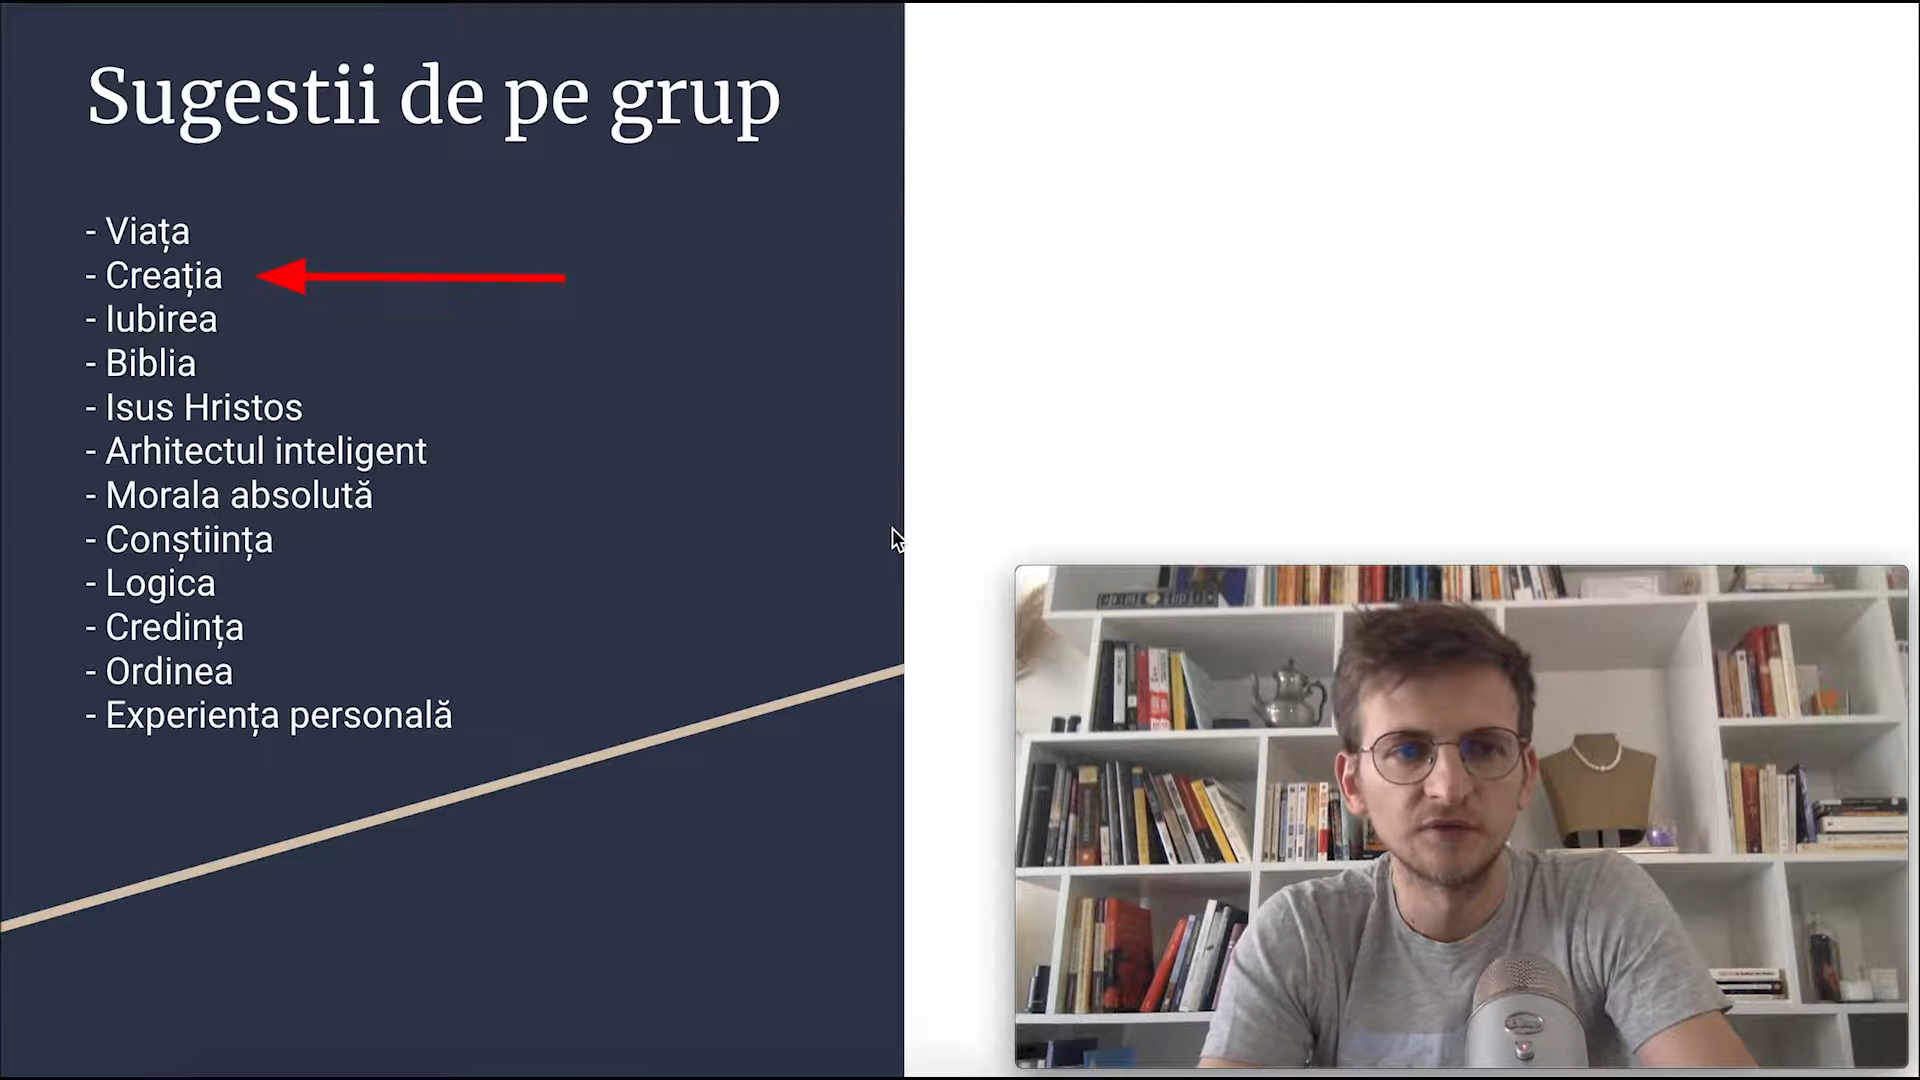 Sugestii de pe grup
- Viața
- Creația
- Iubirea
- Biblia
- Isus Hristos
- Arhitectul inteligent
- Morala absolută
- Conștiința
- Logica
- Credința
- Ordinea
- Experiența personală